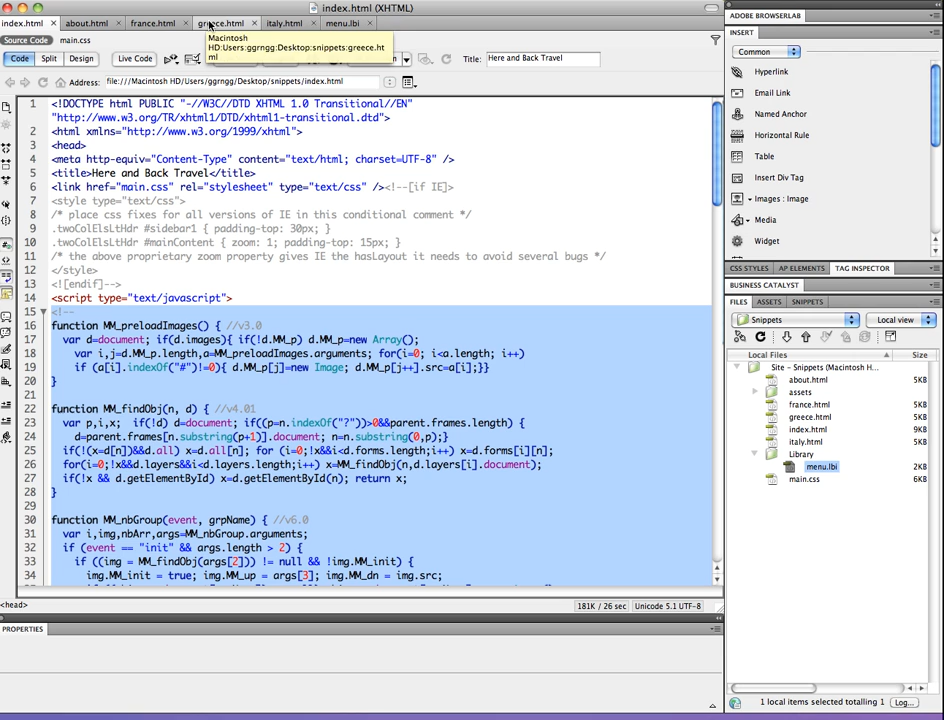 index.html (XHTML)
index.html about.html france.html greece.html italy.html menu.lbi
Source Code main.css
Macintosh
HD:Users:ggrngg:Desktop:snippets:greece.ht
ml
Code Split Design Live Code Title: Here and Back Travel
Address: file:///Macintosh HD/Users/ggrngg/Desktop/snippets/index.html
1 <!DOCTYPE html PUBLIC "-//W3C//DTD XHTML 1.0 Transitional//EN"
"http://www.w3.org/TR/xhtml1/DTD/xhtml1-transitional.dtd">
2 <html xmlns="http://www.w3.org/1999/xhtml">
3 <head>
4 <meta http-equiv="Content-Type" content="text/html; charset=UTF-8" />
5 <title>Here and Back Travel</title>
6 <link href="main.css" rel="stylesheet" type="text/css" /><!--[if IE]>
7 <style type="text/css">
8 /* place css fixes for all versions of IE in this conditional comment */
9 .twoColElsLtHdr #sidebar1 { padding-top: 30px; }
10 .twoColElsLtHdr #mainContent { zoom: 1; padding-top: 15px; }
11 /* the above proprietary zoom property gives IE the hasLayout it needs to avoid several bugs */
12 </style>
13 <![endif]-->
14 <script type="text/javascript">
15 <!--
16 function MM_preloadImages() { //v3.0
17 var d=document; if(d.images){ if(!d.MM_p) d.MM_p=new Array();
18 var i,j=d.MM_p.length,a=MM_preloadImages.arguments; for(i=0; i<a.length; i++)
19 if (a[i].indexOf("#")!=0){ d.MM_p[j]=new Image; d.MM_p[j++].src=a[i];}}
20 }
21
22 function MM_findObj(n, d) { //v4.01
23 var p,i,x; if(!d) d=document; if((p=n.indexOf("?"))>0&&parent.frames.length) {
24 d=parent.frames[n.substring(p+1)].document; n=n.substring(0,p);}
25 if(!(x=d[n])&&d.all) x=d.all[n]; for (i=0;!x&&i<d.forms.length;i++) x=d.forms[i][n];
26 for(i=0;!x&&d.layers&&i<d.layers.length;i++) x=MM_findObj(n,d.layers[i].document);
27 if(!x && d.getElementById) x=d.getElementById(n); return x;
28 }
29
30 function MM_nbGroup(event, grpName) { //v6.0
31 var i,img,nbArr,args=MM_nbGroup.arguments;
32 if (event == "init" && args.length > 2) {
33 if ((img = MM_findObj(args[2])) != null && !img.MM_init) {
34 img.MM_init = true; img.MM_up = args[3]; img.MM_dn = img.src;
<head> 181K / 26 sec Unicode 5.1 UTF-8
PROPERTIES
ADOBE BROWSERLAB
INSERT
Common
Hyperlink
Email Link
Named Anchor
Horizontal Rule
Table
Insert Div Tag
Images : Image
Media
Widget
CSS STYLES AP ELEMENTS TAG INSPECTOR
BUSINESS CATALYST
FILES ASSETS SNIPPETS
Snippets Local view
Local Files Size
Site - Snippets (Macintosh H...
about.html 5KB
assets
france.html 5KB
greece.html 5KB
index.html 9KB
italy.html 5KB
Library
menu.lbi 2KB
main.css 6KB
1 local items selected totalling 1 Log...